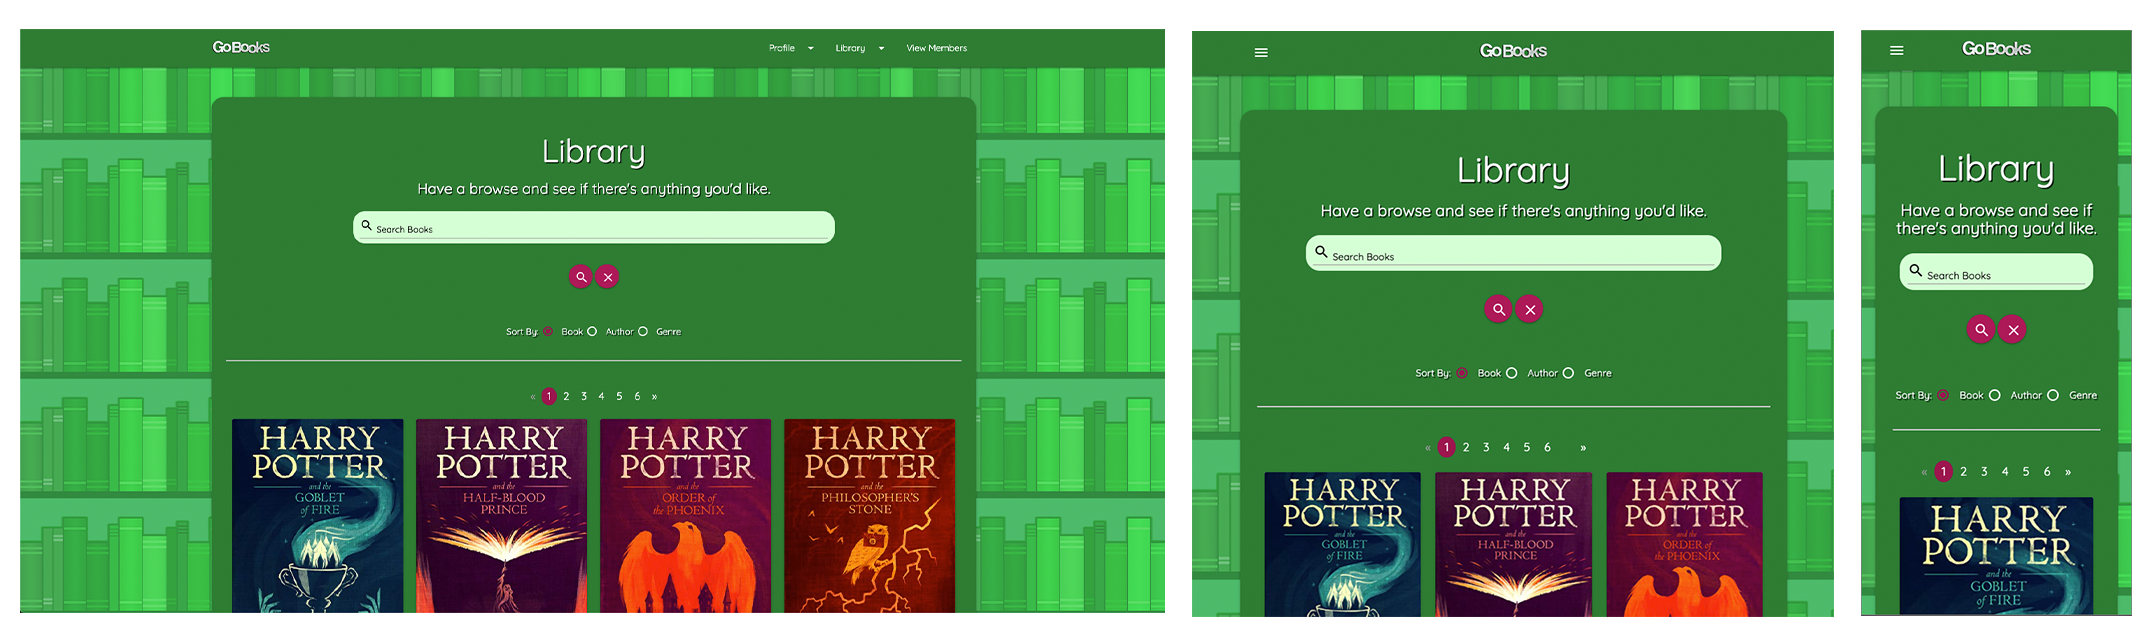 GoBooks
Profile Library View Members
Library
Have a browse and see if there's anything you'd like.
Search Books
Sort By: Book Author Genre
« 1 2 3 4 5 6 »
HARRY
POTTER
and the
GOBLET
of FIRE
HARRY
POTTER
and the
HALF-BLOOD
PRINCE
HARRY
POTTER
and the
ORDER of
the PHOENIX
HARRY
POTTER
and the
PHILOSOPHER'S
STONE
GoBooks
Library
Have a browse and see if there's anything you'd like.
Search Books
Sort By: Book Author Genre
« 1 2 3 4 5 6 »
HARRY
POTTER
and the
GOBLET
of FIRE
HARRY
POTTER
and the
HALF-BLOOD
PRINCE
HARRY
POTTER
and the
ORDER of
the PHOENIX
GoBooks
Library
Have a browse and see if
there's anything you'd like.
Search Books
Sort By: Book Author Genre
« 1 2 3 4 5 6 »
HARRY
POTTER
and the
GOBLET
of FIRE